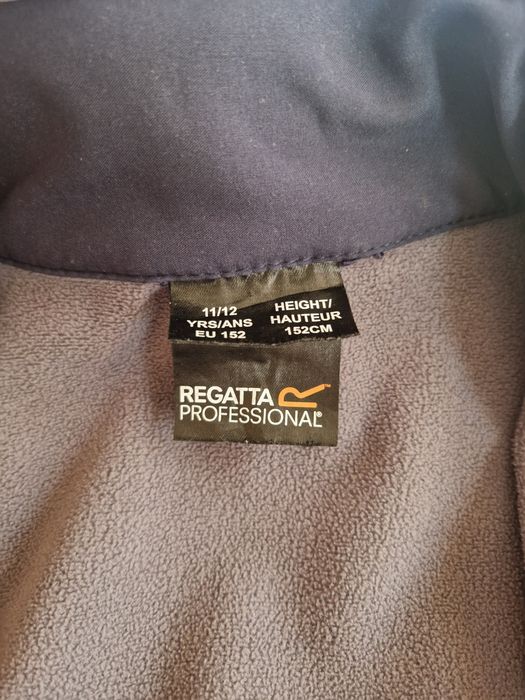 11/12
YRS/ANS
EU 152
HEIGHT/
HAUTEUR
152CM
REGATTA
PROFESSIONAL®